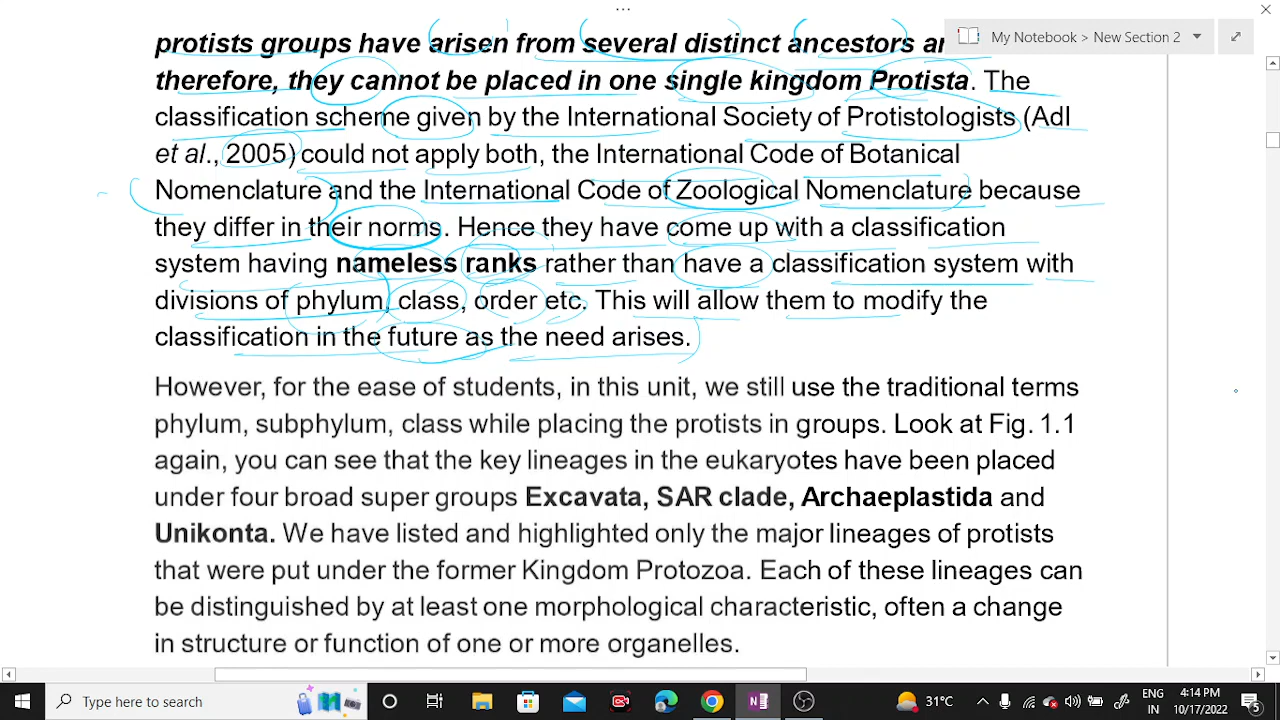 ...
protists groups have arisen from several distinct ancestors
My Notebook > New Section 2
therefore, they cannot be placed in one single kingdom Protista. The
classification scheme given by the International Society of Protistologists (Adl
et al., 2005) could not apply both, the International Code of Botanical
Nomenclature and the International Code of Zoological Nomenclature because
they differ in their norms. Hence they have come up with a classification
system having nameless ranks rather than have a classification system with
divisions of phylum, class, order etc. This will allow them to modify the
classification in the future as the need arises.
However, for the ease of students, in this unit, we still use the traditional terms
phylum, subphylum, class while placing the protists in groups. Look at Fig. 1.1
again, you can see that the key lineages in the eukaryotes have been placed
under four broad super groups Excavata, SAR clade, Archaeplastida and
Unikonta. We have listed and highlighted only the major lineages of protists
that were put under the former Kingdom Protozoa. Each of these lineages can
be distinguished by at least one morphological characteristic, often a change
in structure or function of one or more organelles.
Type here to search
31°C
ENG
IN
4:14 PM
10/17/2022
5